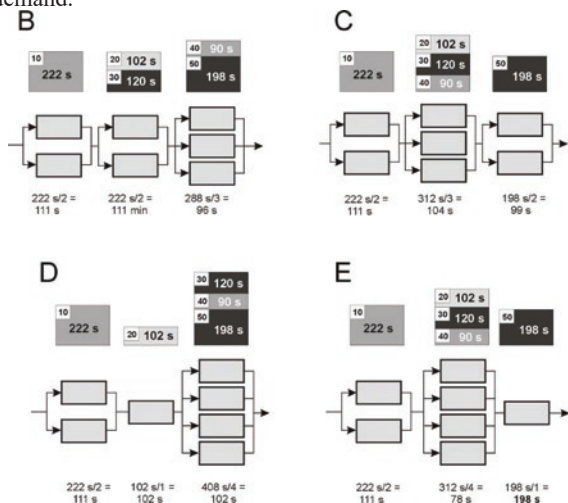 demand.
B
C
10 222 s
20 102 s
30 120 s
40 90 s
50 198 s
10 222 s
20 102 s
30 120 s
40 90 s
50 198 s
222 s/2 = 222 s/2 = 288 s/3 =
111 s 111 min 96 s
222 s/2 = 312 s/3 = 198 s/2 =
111 s 104 s 99 s
D
E
10 222 s
20 102 s
30 120 s
40 90 s
50 198 s
10 222 s
20 102 s
30 120 s
40 90 s
50 198 s
222 s/2 = 102 s/1 = 408 s/4 =
111 s 102 s 102 s
222 s/2 = 312 s/4 = 198 s/1 =
111 s 78 s 198 s